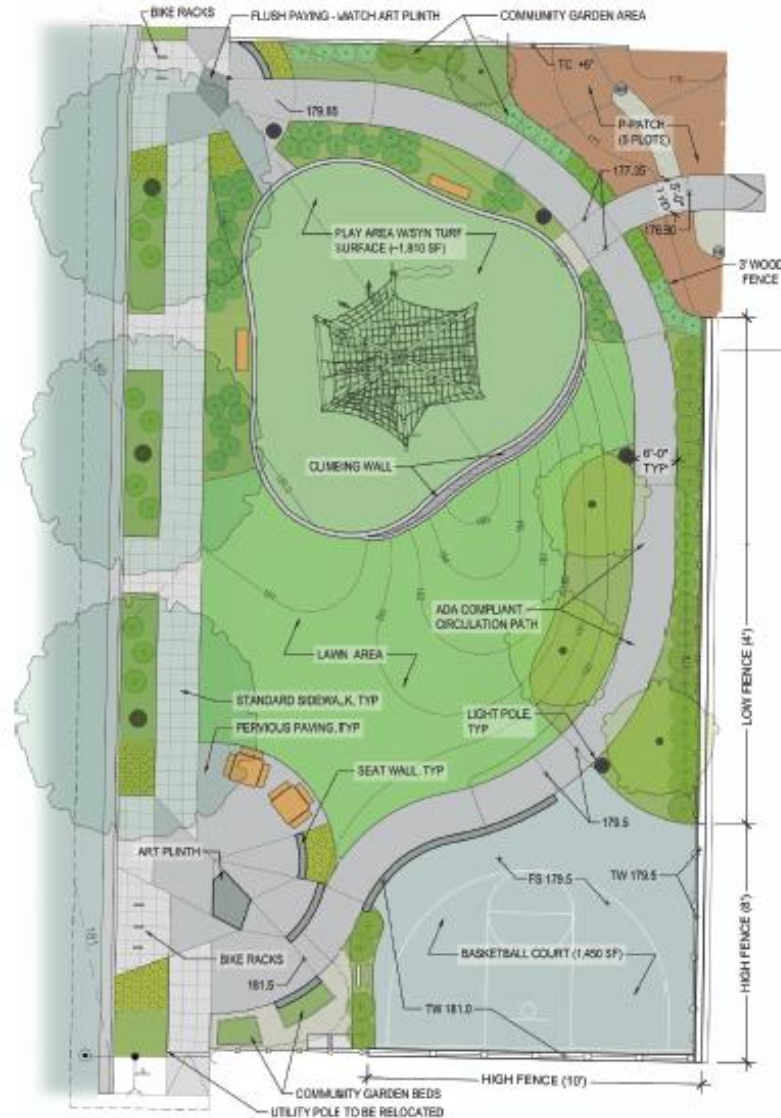 BIKE RACKS
FLUSH PAVING - MATCH ART PLINTH
COMMUNITY GARDEN AREA
TC +6"
179.85
P-PATCH
(5 PLOTS)
177.35
5'-0"
176.90
PLAY AREA W/SYN TURF
SURFACE (~1,810 SF)
3' WOOD
FENCE
CLIMBING WALL
6'-0"
TYP
ADA COMPLIANT
CIRCULATION PATH
LAWN AREA
LOW FENCE (4')
STANDARD SIDEWALK, TYP
PERVIOUS PAVING, TYP
LIGHT POLE,
TYP
SEAT WALL, TYP
179.5
ART PLINTH
FS 179.5
TW 179.5
BIKE RACKS
BASKETBALL COURT (1,450 SF)
HIGH FENCE (8')
181.5
TW 181.0
HIGH FENCE (10')
COMMUNITY GARDEN BEDS
UTILITY POLE TO BE RELOCATED